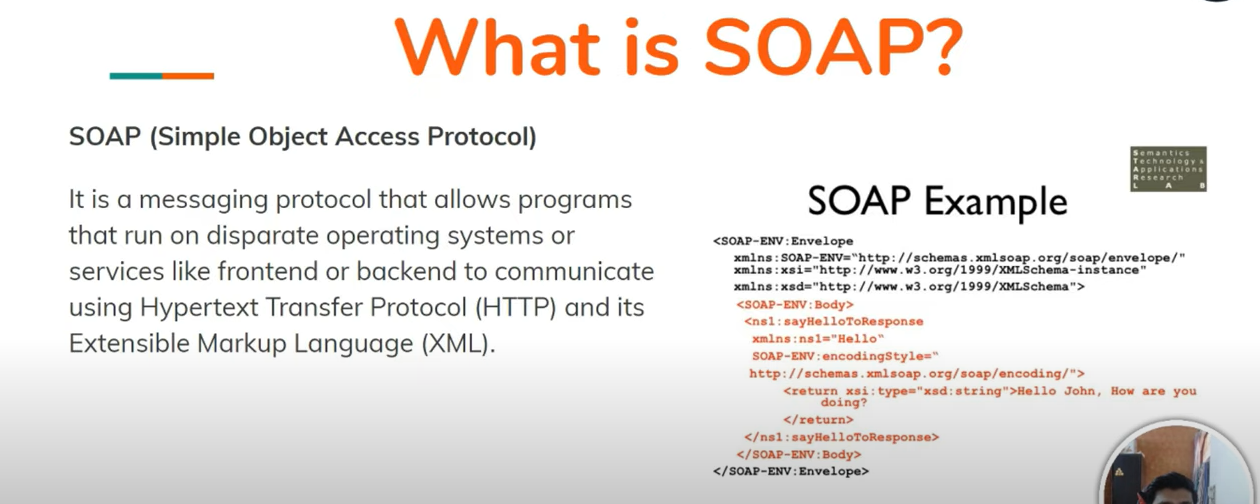 What is SOAP?
SOAP (Simple Object Access Protocol)
It is a messaging protocol that allows programs
that run on disparate operating systems or
services like frontend or backend to communicate
using Hypertext Transfer Protocol (HTTP) and its
Extensible Markup Language (XML).
Semantics
Technology &
Applications
Research
L A B
SOAP Example
<SOAP-ENV:Envelope
xmlns:SOAP-ENV="http://schemas.xmlsoap.org/soap/envelope/"
xmlns:xsi="http://www.w3.org/1999/XMLSchema-instance"
xmlns:xsd="http://www.w3.org/1999/XMLSchema">
<SOAP-ENV:Body>
<ns1:sayHelloToResponse
xmlns:ns1="Hello"
SOAP-ENV:encodingStyle="
http://schemas.xmlsoap.org/soap/encoding/">
<return xsi:type="xsd:string">Hello John, How are you
doing?
</return>
</ns1:sayHelloToResponse>
</SOAP-ENV:Body>
</SOAP-ENV:Envelope>